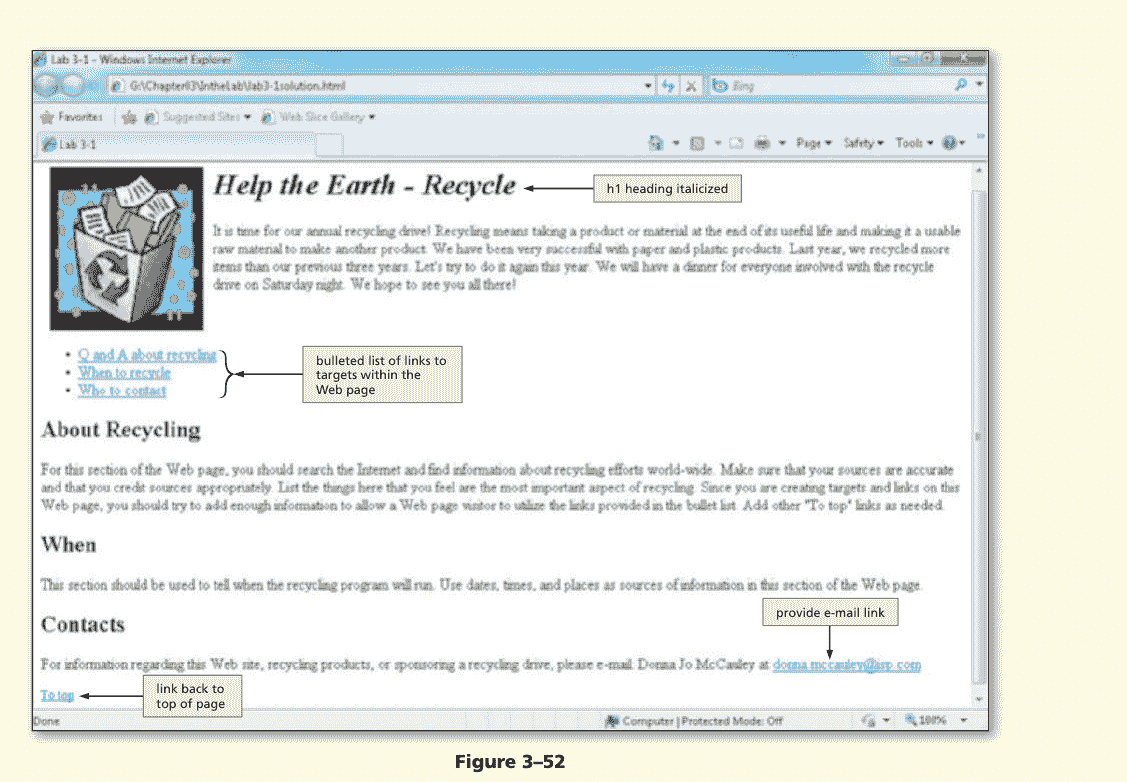 Lab 3-1 - Windows Internet Explorer
G:\Chapter03\IntheLab\lab3-1solution.html
Bing
Favorites
Suggested Sites
Web Slice Gallery
Lab 3-1
Page
Safety
Tools
Help the Earth - Recycle
h1 heading italicized
It is time for our annual recycling drive! Recycling means taking a product or material at the end of its useful life and making it a usable
raw material to make another product. We have been very successful with paper and plastic products. Last year, we recycled more
items than our previous three years. Let's try to do it again this year. We will have a dinner for everyone involved with the recycle
drive on Saturday night. We hope to see you all there!
• Q and A about recycling
• When to recycle
• Who to contact
bulleted list of links to
targets within the
Web page
About Recycling
For this section of the Web page, you should search the Internet and find information about recycling efforts world-wide. Make sure that your sources are accurate
and that you credit sources appropriately. List the things here that you feel are the most important aspect of recycling. Since you are creating targets and links on this
Web page, you should try to add enough information to allow a Web page visitor to utilize the links provided in the bullet list. Add other "To top" links as needed.
When
This section should be used to tell when the recycling program will run. Use dates, times, and places as sources of information in this section of the Web page.
provide e-mail link
Contacts
For information regarding this Web site, recycling products, or sponsoring a recycling drive, please e-mail Donna Jo McCauley at donna.mccauley@isp.com
To top
link back to
top of page
Done
Computer | Protected Mode: Off
100%
Figure 3–52